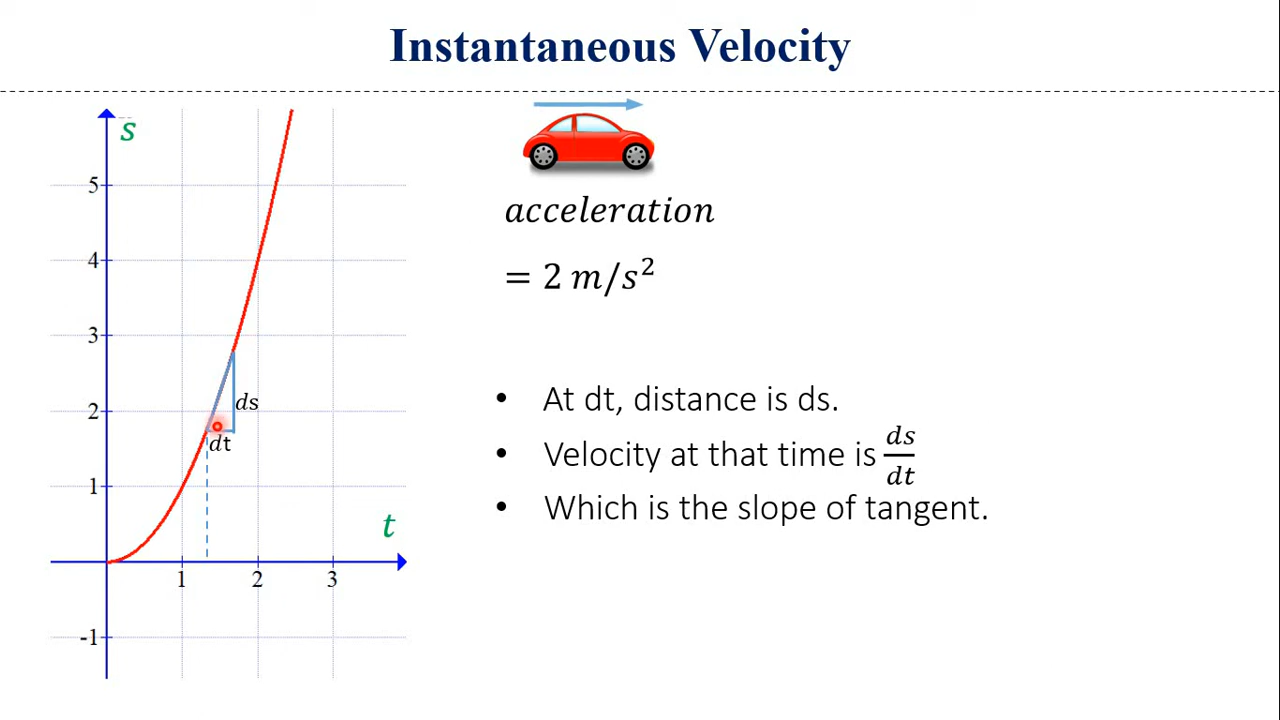 Instantaneous Velocity
s
5
4
3
2
1
-1
ds
dt
t
1 2 3
acceleration
= 2 m/s²
• At dt, distance is ds.
• Velocity at that time is ds/dt
• Which is the slope of tangent.